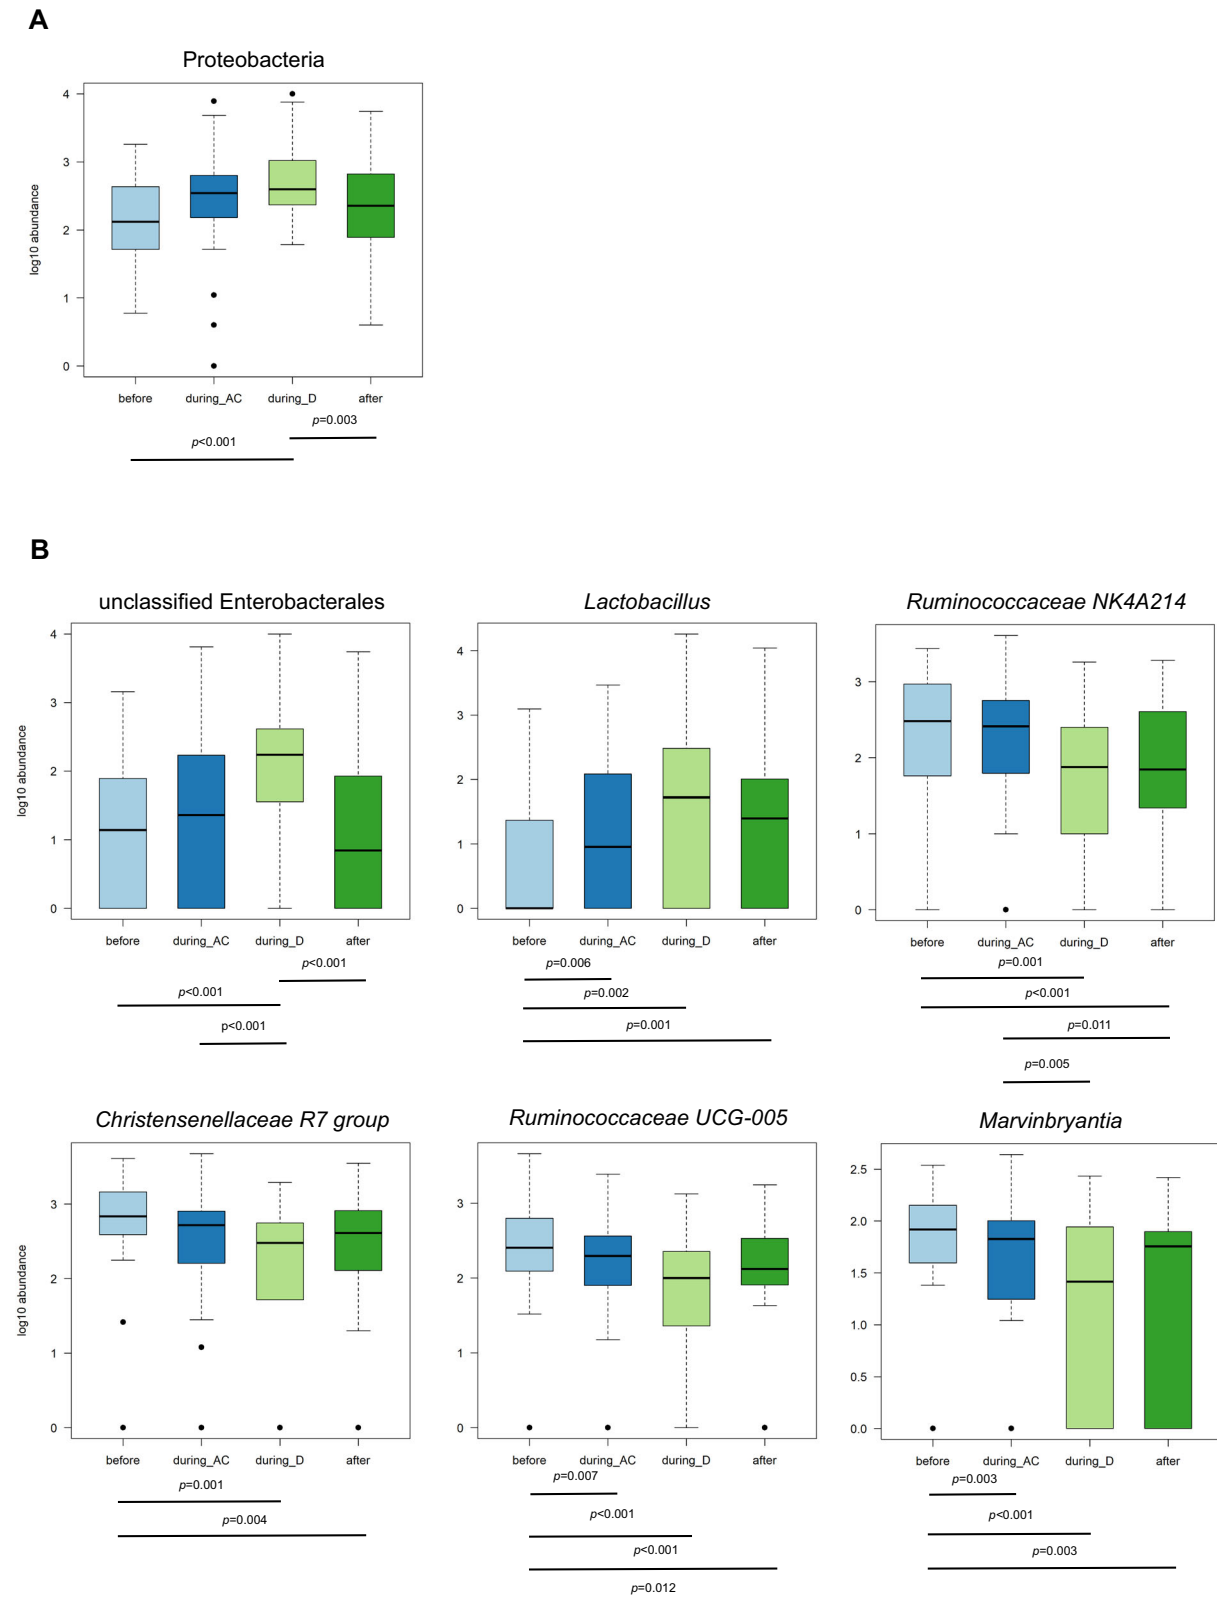 A
Proteobacteria
log10 abundance
4
3
2
1
0
before during_AC during_D after
p=0.003
p<0.001
B
unclassified Enterobacterales
log10 abundance
4
3
2
1
0
before during_AC during_D after
p<0.001
p<0.001
p<0.001
Lactobacillus
4
3
2
1
0
before during_AC during_D after
p=0.006
p=0.002
p=0.001
Ruminococcaceae NK4A214
3
2
1
0
before during_AC during_D after
p=0.001
p<0.001
p=0.011
p=0.005
Christensenellaceae R7 group
log10 abundance
3
2
1
0
before during_AC during_D after
p=0.001
p=0.004
Ruminococcaceae UCG-005
3
2
1
0
before during_AC during_D after
p=0.007
p<0.001
p<0.001
p=0.012
Marvinbryantia
2.5
2.0
1.5
1.0
0.5
0.0
before during_AC during_D after
p=0.003
p<0.001
p=0.003